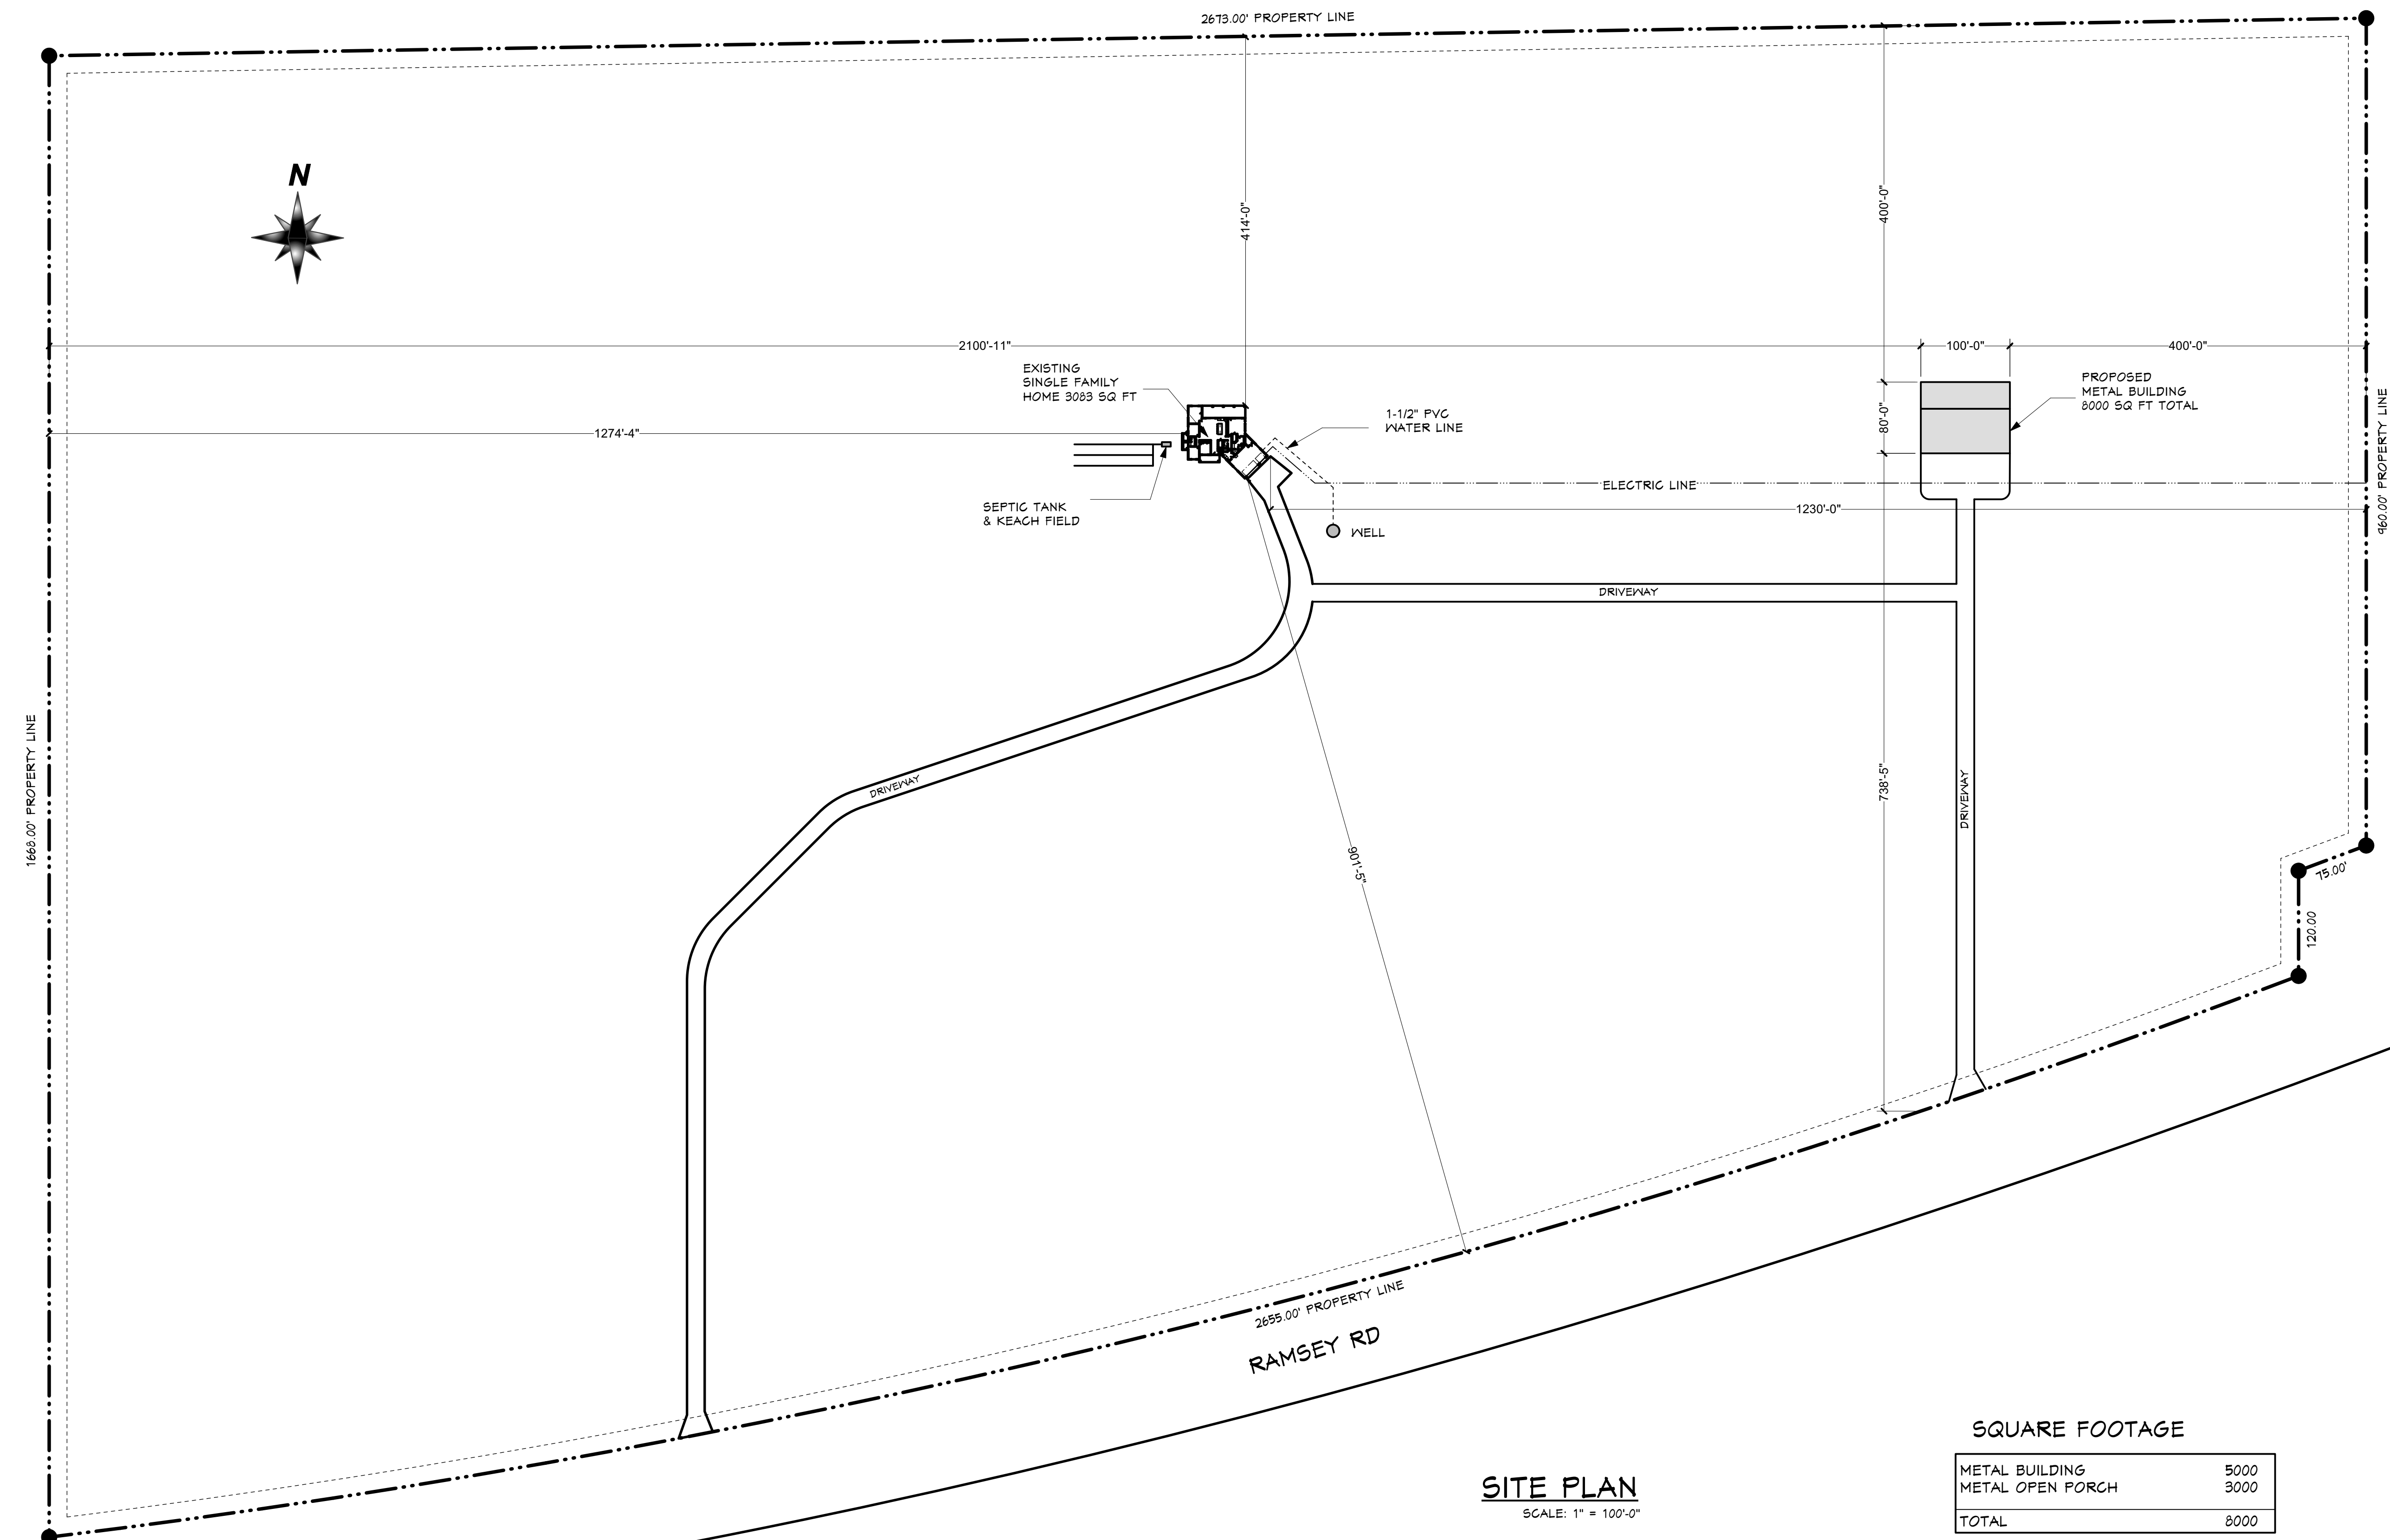 2673.00' PROPERTY LINE
N
414'-0"
400'-0"
2100'-11"
100'-0"
400'-0"
EXISTING
SINGLE FAMILY
HOME 3083 SQ FT
PROPOSED
METAL BUILDING
8000 SQ FT TOTAL
1-1/2" PVC
WATER LINE
80'-0"
1274'-4"
960.00' PROPERTY LINE
ELECTRIC LINE
SEPTIC TANK
& KEACH FIELD
1230'-0"
WELL
DRIVEWAY
1668.00' PROPERTY LINE
DRIVEWAY
738'-5"
DRIVEWAY
901'-5"
75.00'
120.00
2655.00' PROPERTY LINE
RAMSEY RD
SITE PLAN
SCALE: 1" = 100'-0"
SQUARE FOOTAGE
METAL BUILDING 5000
METAL OPEN PORCH 3000
TOTAL 8000